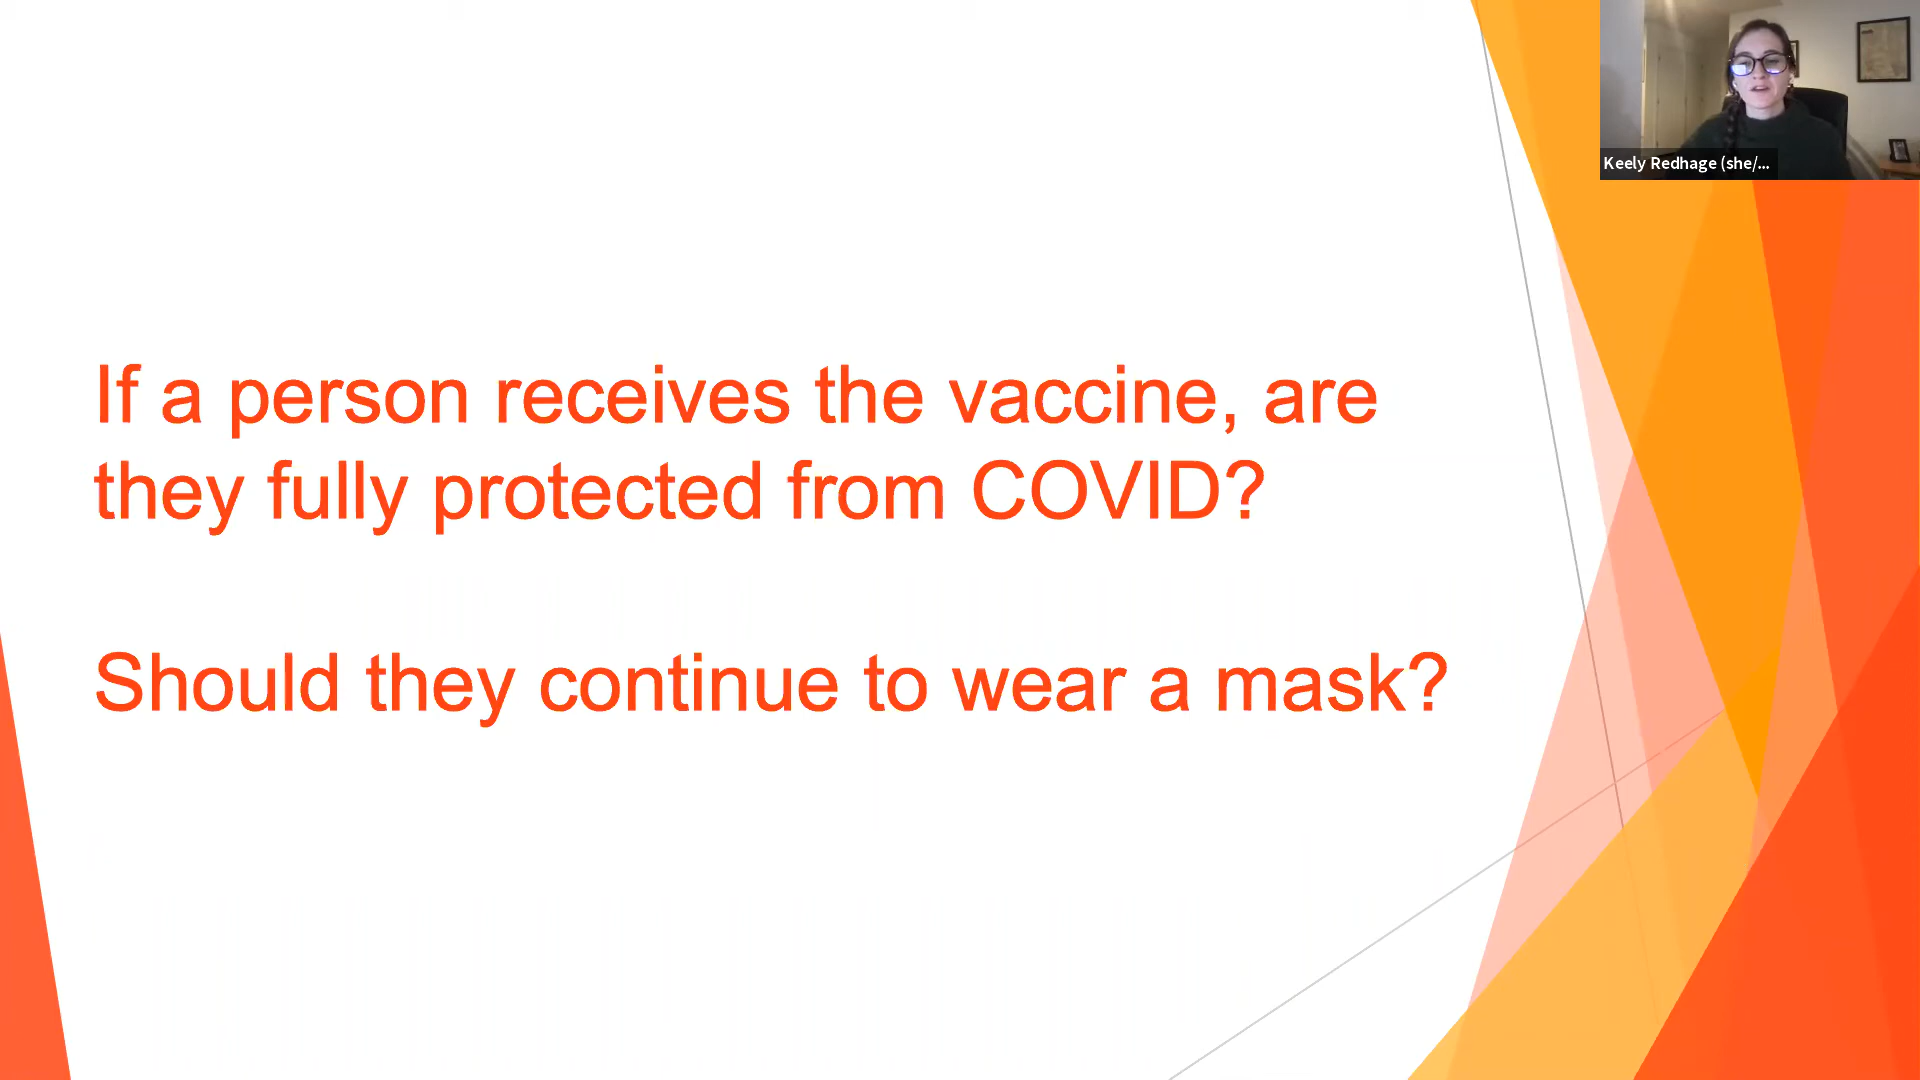 Keely Redhage (she/...
If a person receives the vaccine, are
they fully protected from COVID?
Should they continue to wear a mask?